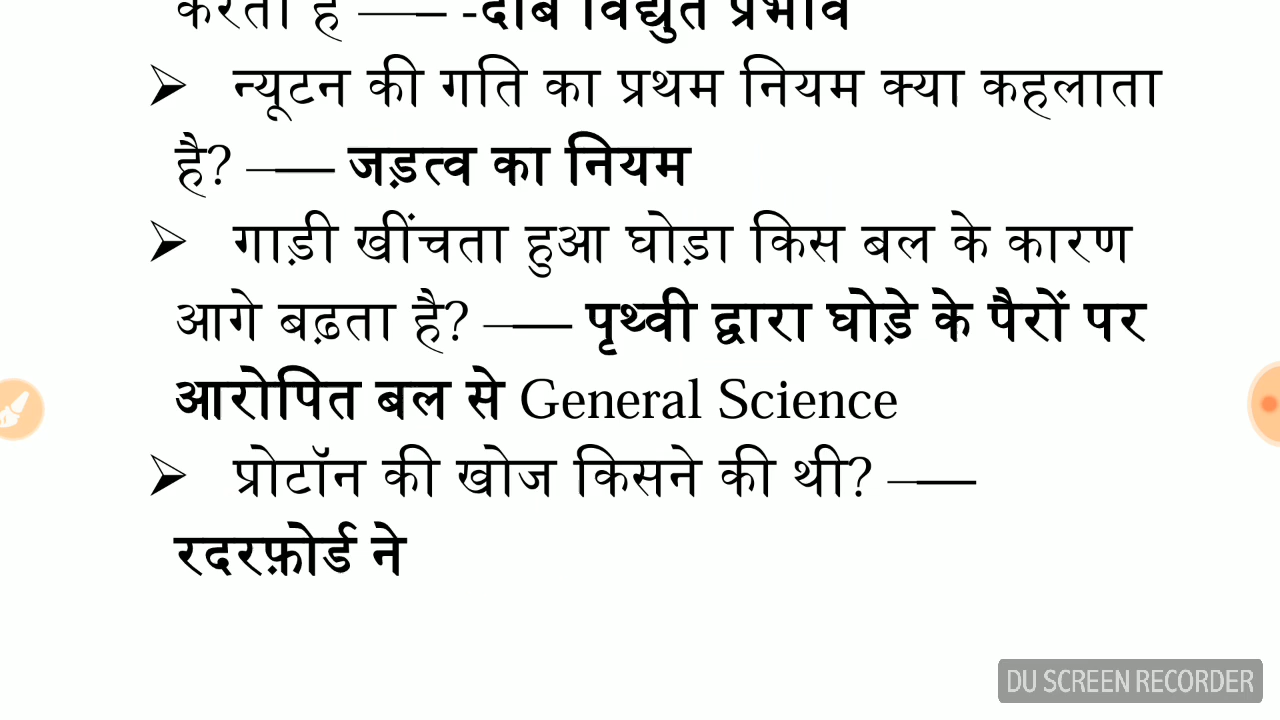 करता है —— -दाब विद्युत प्रभाव
➢ न्यूटन की गति का प्रथम नियम क्या कहलाता
है? —— जड़त्व का नियम
➢ गाड़ी खींचता हुआ घोड़ा किस बल के कारण
आगे बढ़ता है? —— पृथ्वी द्वारा घोड़े के पैरों पर
आरोपित बल से General Science
➢ प्रोटॉन की खोज किसने की थी? ——
रदरफ़ोर्ड ने
DU SCREEN RECORDER